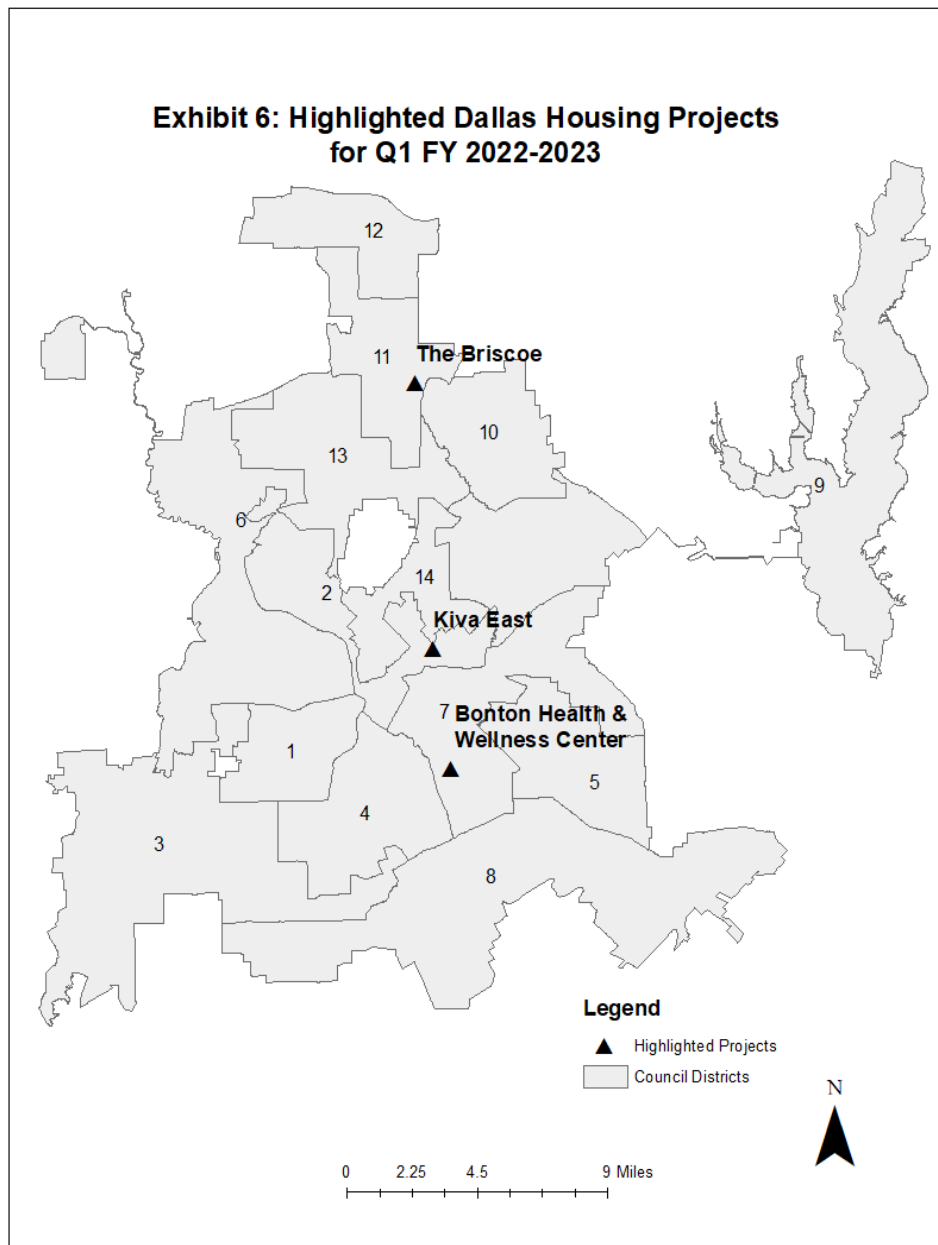 Exhibit 6: Highlighted Dallas Housing Projects
for Q1 FY 2022-2023
12
11
The Briscoe
10
13
9
6
14
2
Kiva East
7
Bonton Health &
Wellness Center
1
5
4
3
8
Legend
Highlighted Projects
Council Districts
N
0 2.25 4.5 9 Miles